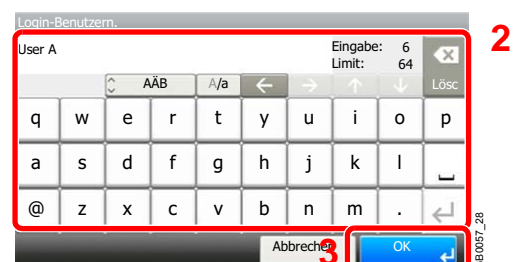 Login-Benutzern.
User A
Eingabe: 6
Limit: 64
AÄB A/a ← → ↑ ↓ Lösc
q w e r t y u i o p
a s d f g h j k l
@ z x c v b n m .
Abbrechen OK
2
3
B0057_28